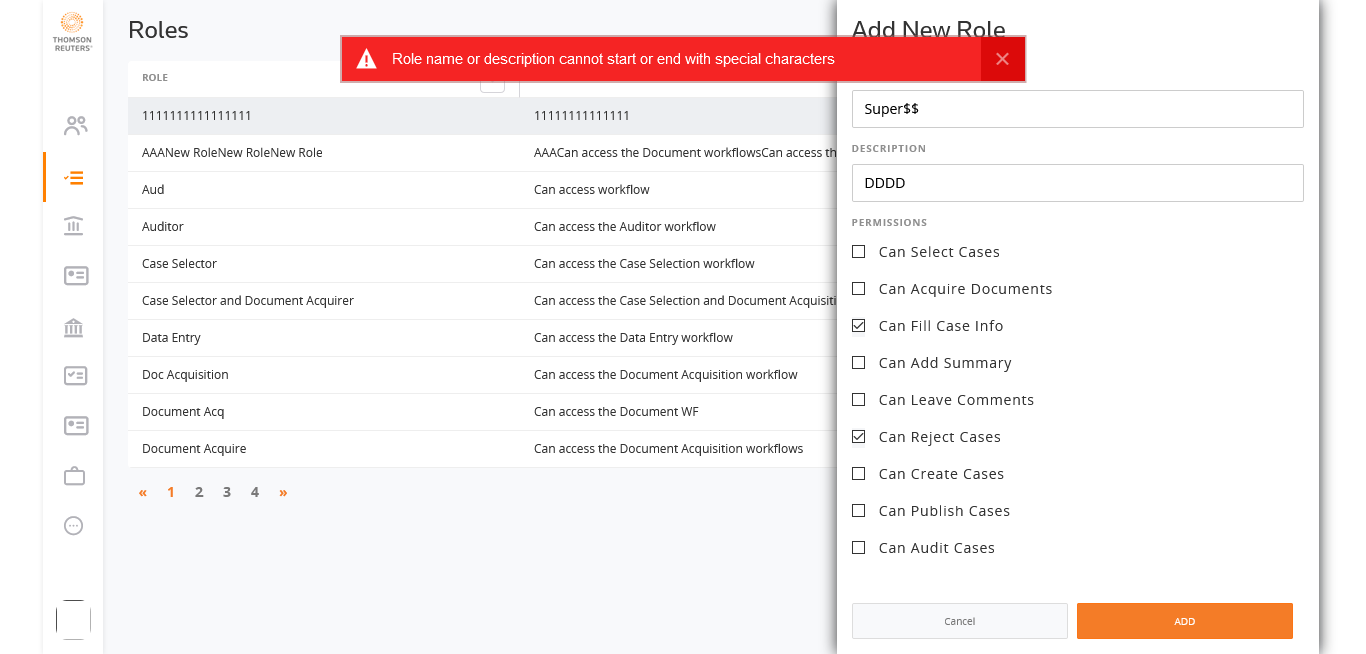 THOMSON
REUTERS
Roles
Add New Role
Role name or description cannot start or end with special characters
ROLE
1111111111111111 11111111111111
AAANew RoleNew RoleNew Role AAACan access the Document workflowsCan access th
Aud Can access workflow
Auditor Can access the Auditor workflow
Case Selector Can access the Case Selection workflow
Case Selector and Document Acquirer Can access the Case Selection and Document Acquisiti
Data Entry Can access the Data Entry workflow
Doc Acquisition Can access the Document Acquisition workflow
Document Acq Can access the Document WF
Document Acquire Can access the Document Acquisition workflows
« 1 2 3 4 »
Super$$
DESCRIPTION
DDDD
PERMISSIONS
Can Select Cases
Can Acquire Documents
Can Fill Case Info
Can Add Summary
Can Leave Comments
Can Reject Cases
Can Create Cases
Can Publish Cases
Can Audit Cases
Cancel ADD